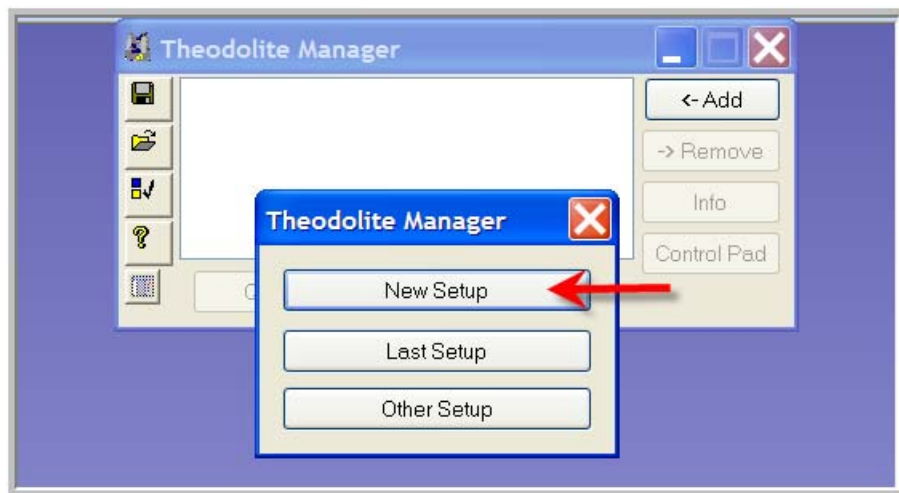 Theodolite Manager
<- Add
-> Remove
Info
Control Pad
Theodolite Manager
New Setup
Last Setup
Other Setup